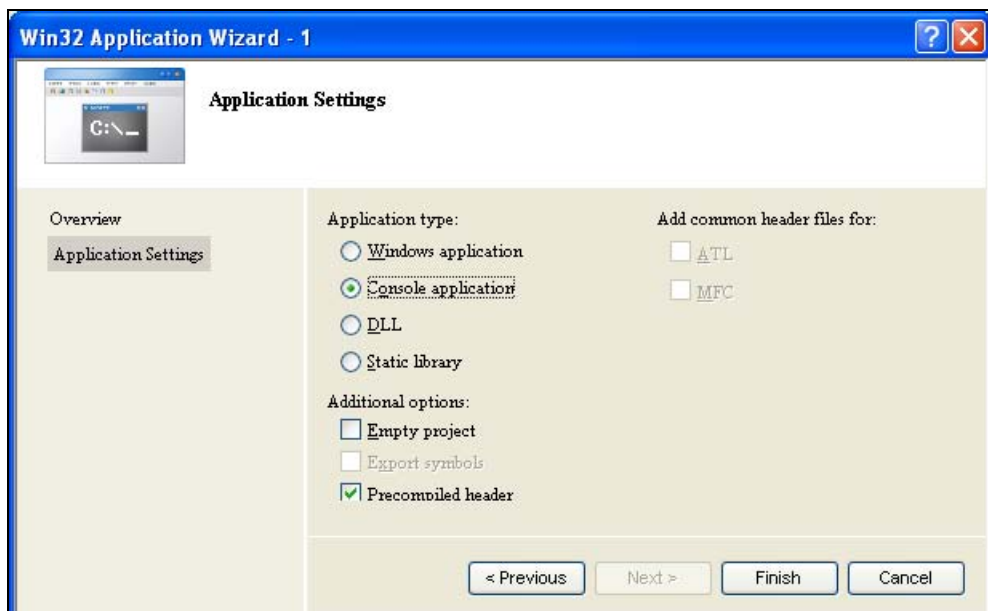 Win32 Application Wizard - 1
C:\_
Application Settings
Overview
Application Settings
Application type:
Windows application
Console application
DLL
Static library
Additional options:
Empty project
Export symbols
Precompiled header
Add common header files for:
ATL
MFC
< Previous
Next >
Finish
Cancel